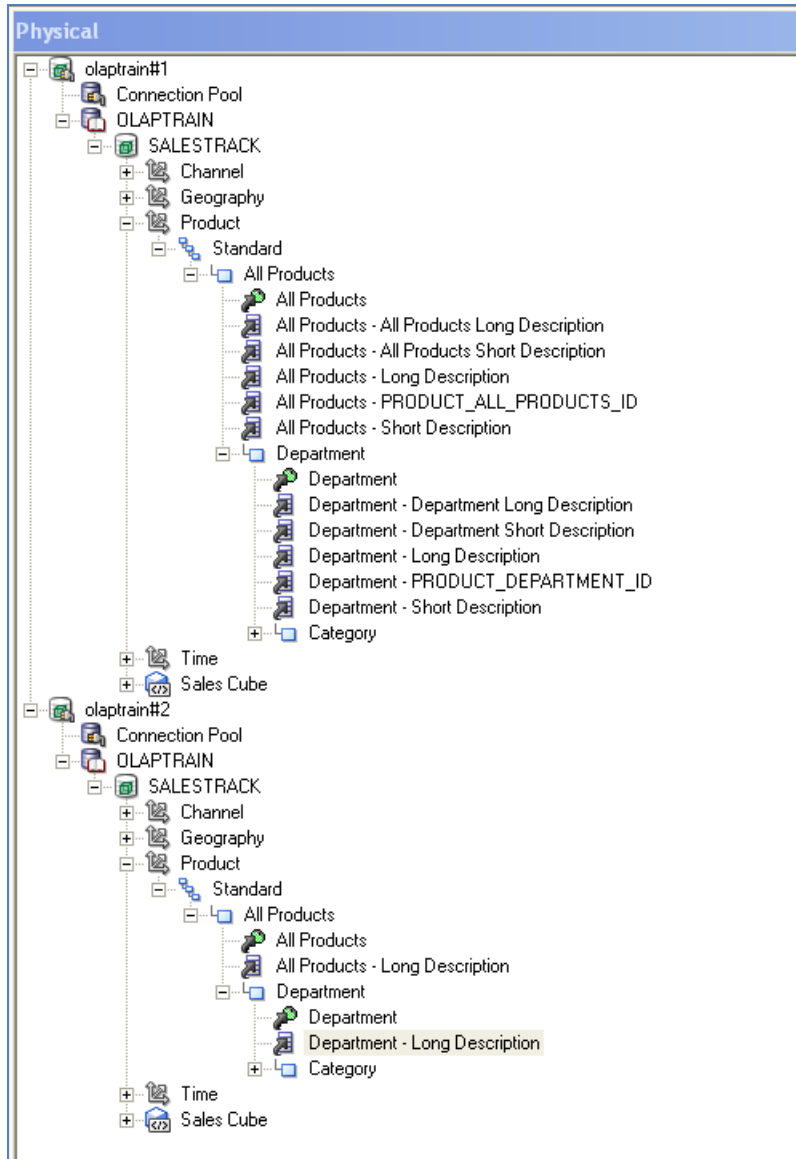 Physical
olaptrain#1
Connection Pool
OLAPTRAIN
SALESTRACK
Channel
Geography
Product
Standard
All Products
All Products
All Products - All Products Long Description
All Products - All Products Short Description
All Products - Long Description
All Products - PRODUCT_ALL_PRODUCTS_ID
All Products - Short Description
Department
Department
Department - Department Long Description
Department - Department Short Description
Department - Long Description
Department - PRODUCT_DEPARTMENT_ID
Department - Short Description
Category
Time
Sales Cube
olaptrain#2
Connection Pool
OLAPTRAIN
SALESTRACK
Channel
Geography
Product
Standard
All Products
All Products
All Products - Long Description
Department
Department
Department - Long Description
Category
Time
Sales Cube